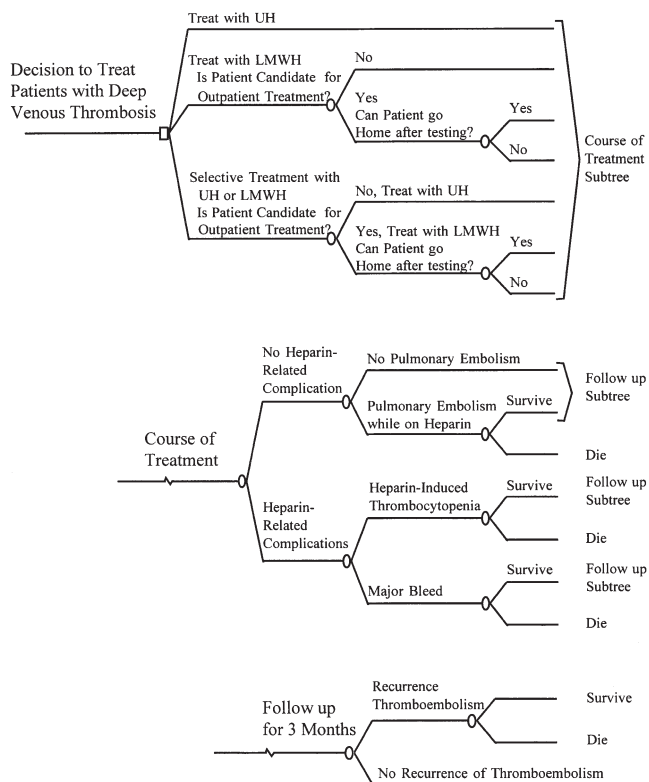 Decision to Treat
Patients with Deep
Venous Thrombosis
Treat with UH
Treat with LMWH
Is Patient Candidate for
Outpatient Treatment?
No
Yes
Can Patient go
Home after testing?
Yes
No
Selective Treatment with
UH or LMWH
Is Patient Candidate for
Outpatient Treatment?
No, Treat with UH
Yes, Treat with LMWH
Can Patient go
Home after testing?
Yes
No
Course of
Treatment
Subtree
Course of
Treatment
No Heparin-
Related
Complication
No Pulmonary Embolism
Pulmonary Embolism
while on Heparin
Survive
Follow up
Subtree
Die
Heparin-
Related
Complications
Heparin-Induced
Thrombocytopenia
Survive
Follow up
Subtree
Die
Major Bleed
Survive
Follow up
Subtree
Die
Follow up
for 3 Months
Recurrence
Thromboembolism
Survive
Die
No Recurrence of Thromboembolism